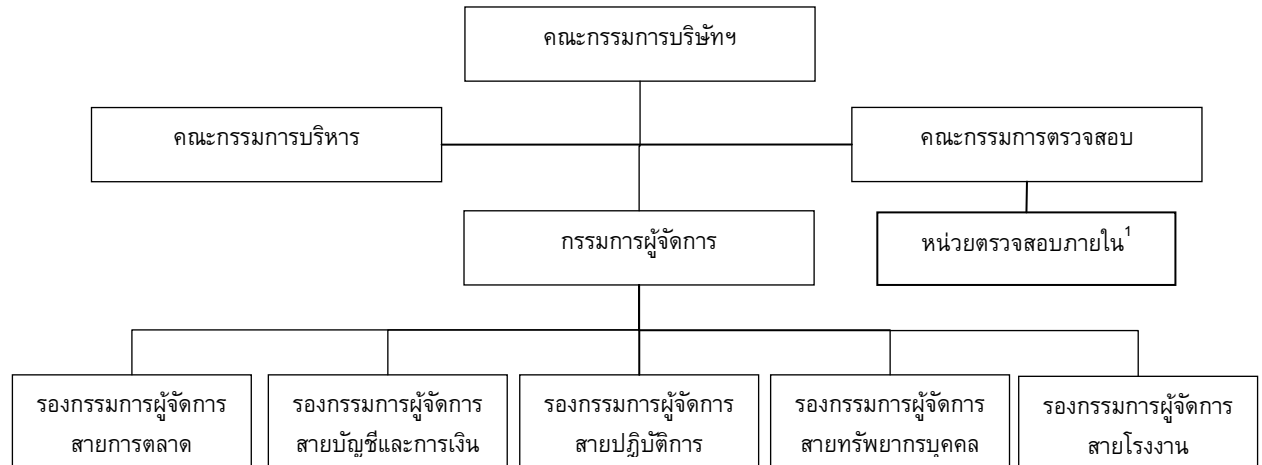 คณะกรรมการบริษัทฯ
คณะกรรมการบริหาร
คณะกรรมการตรวจสอบ
กรรมการผู้จัดการ
หน่วยตรวจสอบภายใน¹
รองกรรมการผู้จัดการ
สายการตลาด
รองกรรมการผู้จัดการ
สายบัญชีและการเงิน
รองกรรมการผู้จัดการ
สายปฏิบัติการ
รองกรรมการผู้จัดการ
สายทรัพยากรบุคคล
รองกรรมการผู้จัดการ
สายโรงงาน